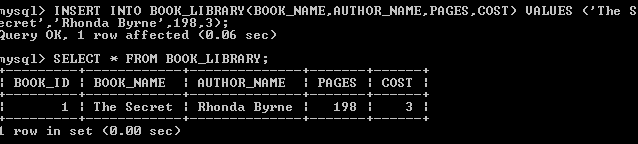 mysql> INSERT INTO BOOK_LIBRARY(BOOK_NAME,AUTHOR_NAME,PAGES,COST) VALUES ('The S
ecret','Rhonda Byrne',198,3);
Query OK, 1 row affected (0.06 sec)
mysql> SELECT * FROM BOOK_LIBRARY;
+---------+------------+--------------+-------+------+
| BOOK_ID | BOOK_NAME | AUTHOR_NAME | PAGES | COST |
+---------+------------+--------------+-------+------+
| 1 | The Secret | Rhonda Byrne | 198 | 3 |
+---------+------------+--------------+-------+------+
1 row in set (0.00 sec)